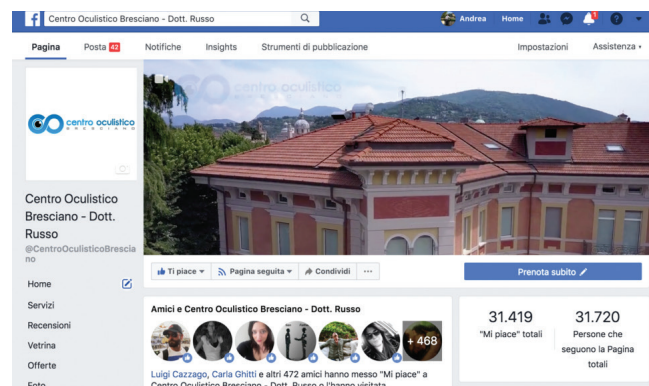 Centro Oculistico Bresciano - Dott. Russo
Andrea
Home
Pagina
Posta 42
Notifiche
Insights
Strumenti di pubblicazione
Impostazioni
Assistenza
centro oculistico
BRESCIANO
centro oculistico
Centro Oculistico
Bresciano - Dott.
Russo
@CentroOculisticoBrescia
no
Home
Servizi
Recensioni
Vetrina
Offerte
Foto
Ti piace
Pagina seguita
Condividi
Prenota subito
Amici e Centro Oculistico Bresciano - Dott. Russo
+ 468
Luigi Cazzago, Carla Ghitti e altri 472 amici hanno messo "Mi piace" a
Centro Oculistico Bresciano - Dott. Russo o l'hanno visitata
31.419
"Mi piace" totali
31.720
Persone che
seguono la Pagina
totali